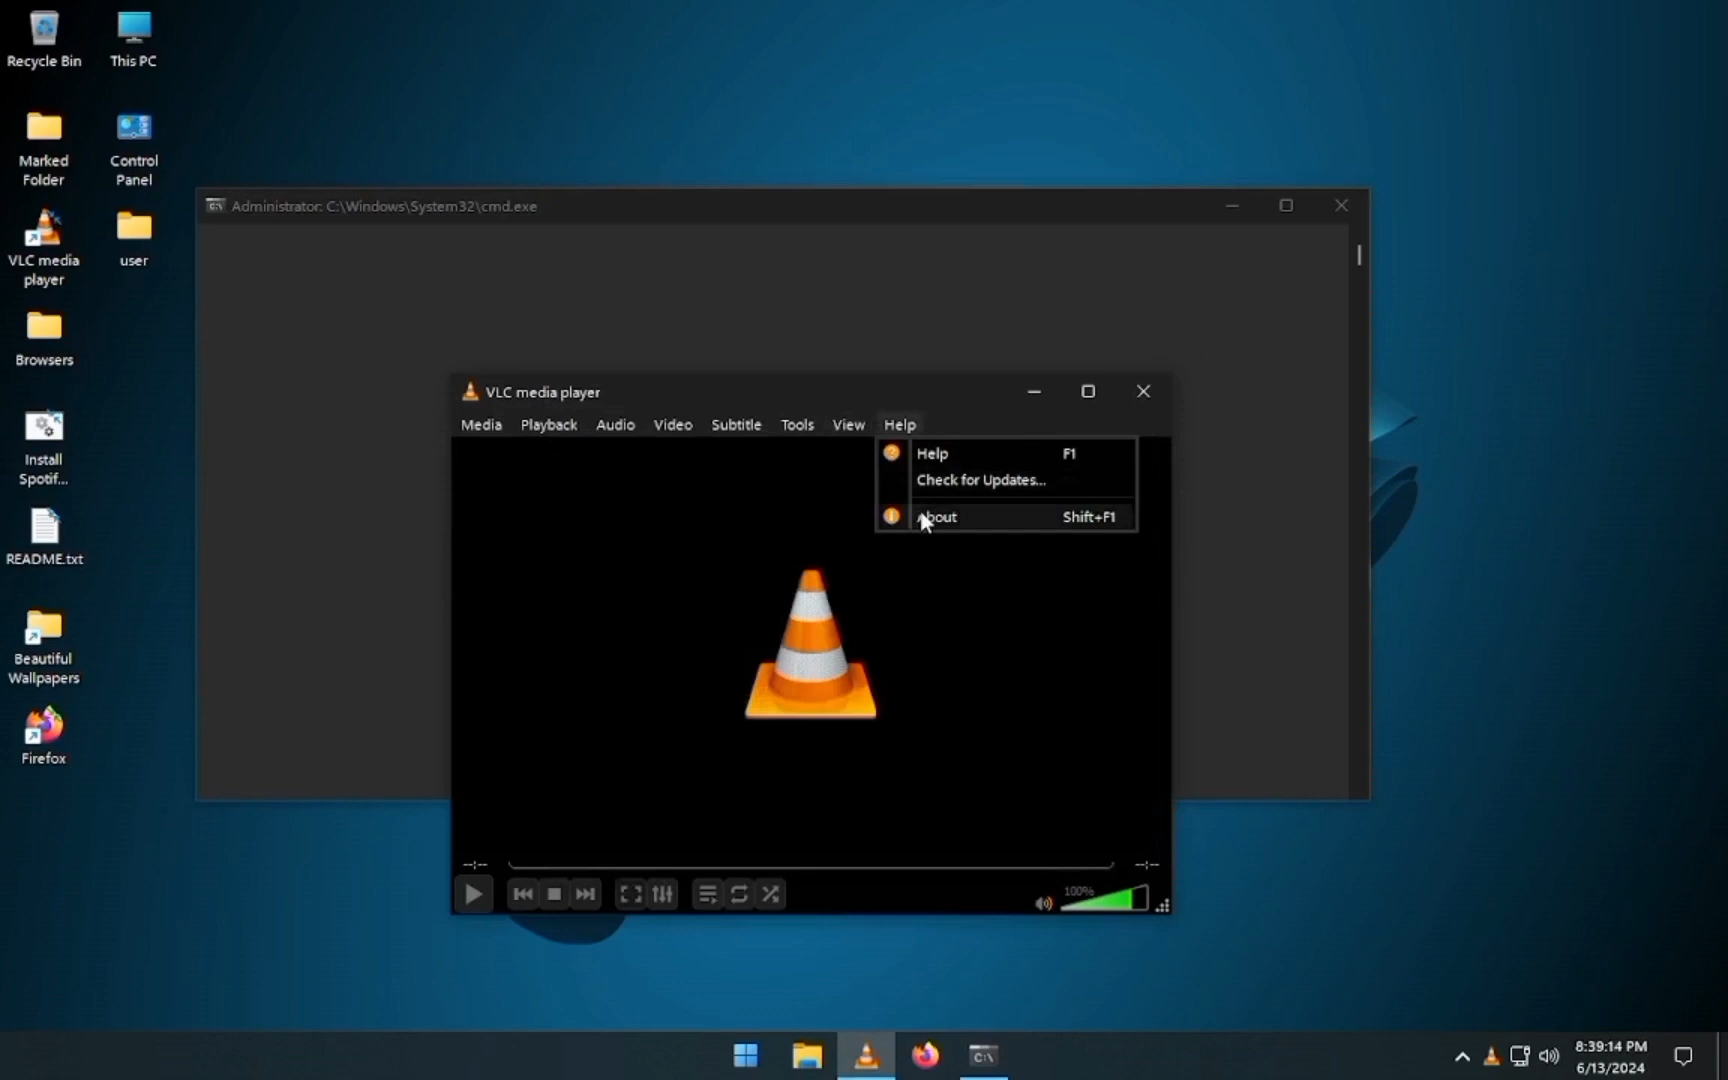 Recycle Bin
This PC
Marked
Folder
Control
Panel
VLC media
player
user
Browsers
Install
Spotif...
README.txt
Beautiful
Wallpapers
Firefox
Administrator: C:\Windows\System32\cmd.exe
VLC media player
Media Playback Audio Video Subtitle Tools View Help
Help F1
Check for Updates...
About Shift+F1
--:-- --:--
100%
C:\
8:39:14 PM
6/13/2024